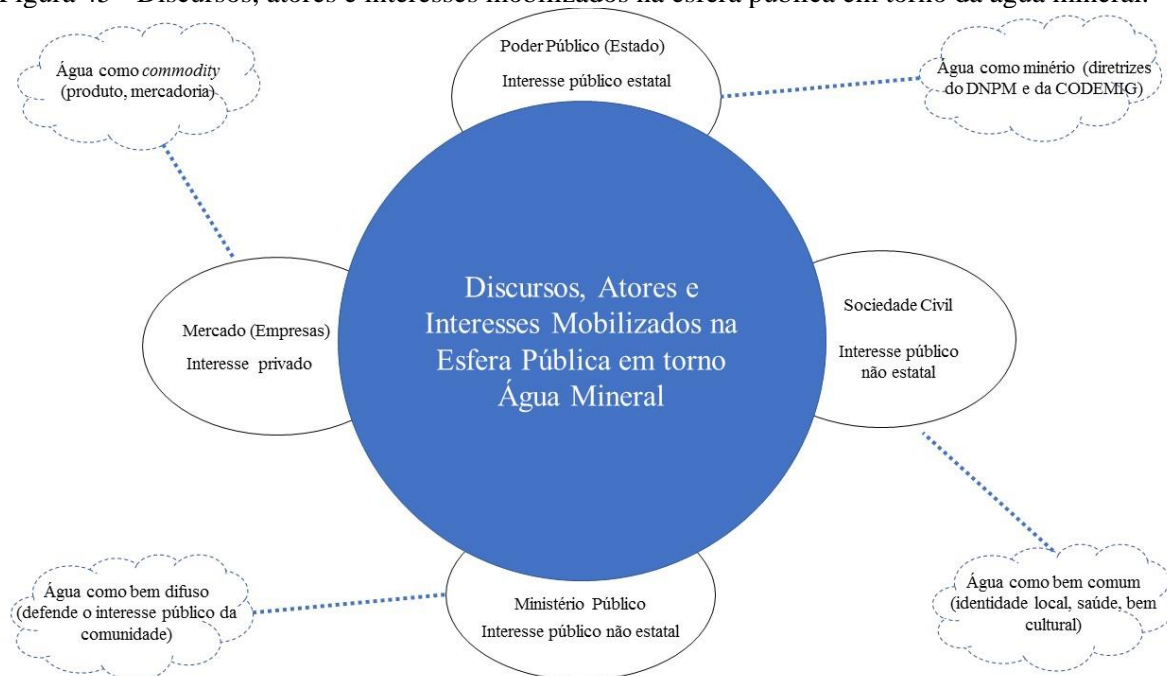 Figura 43 - Discursos, atores e interesses mobilizados na esfera pública em torno da água mineral.
Água como commodity
(produto, mercadoria)
Poder Público (Estado)
Interesse público estatal
Água como minério (diretrizes
do DNPM e da CODEMIG)
Mercado (Empresas)
Interesse privado
Discursos, Atores e
Interesses Mobilizados na
Esfera Pública em torno
Água Mineral
Sociedade Civil
Interesse público
não estatal
Água como bem difuso
(defende o interesse público da
comunidade)
Ministério Público
Interesse público não estatal
Água como bem comum
(identidade local, saúde, bem
cultural)